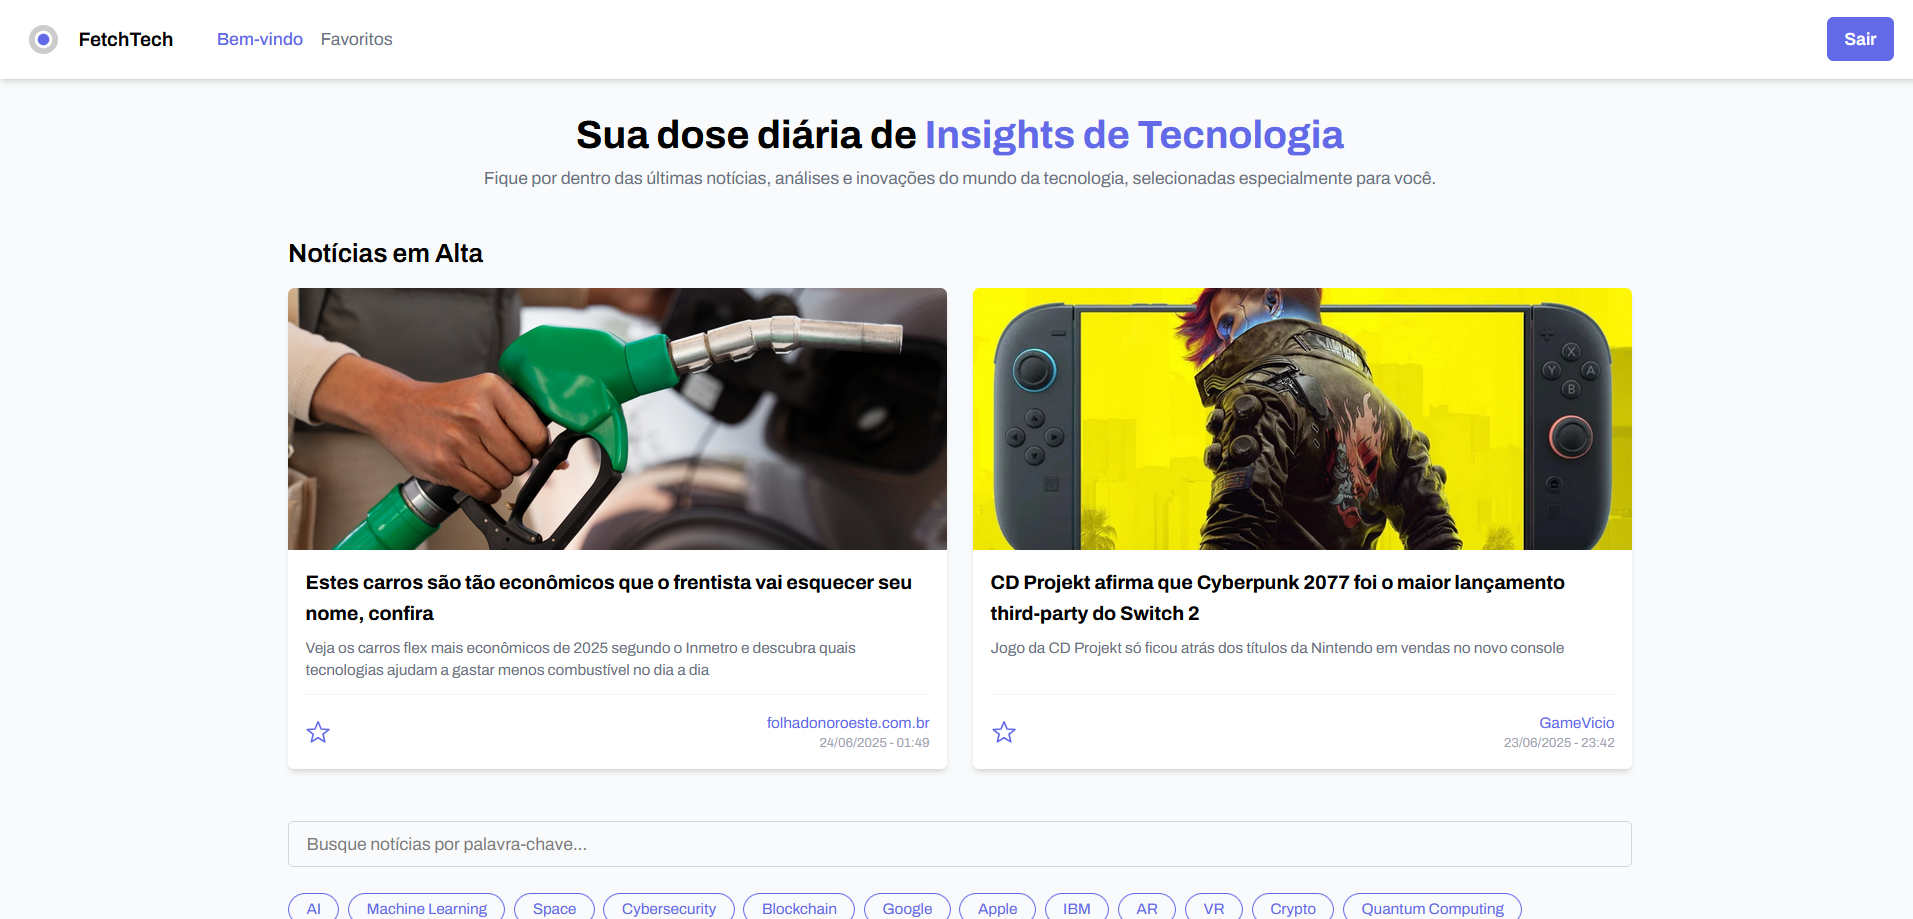 FetchTech
Bem-vindo
Favoritos
Sair
Sua dose diária de Insights de Tecnologia
Fique por dentro das últimas notícias, análises e inovações do mundo da tecnologia, selecionadas especialmente para você.
Notícias em Alta
X
Y
A
B
Estes carros são tão econômicos que o frentista vai esquecer seu
nome, confira
Veja os carros flex mais econômicos de 2025 segundo o Inmetro e descubra quais
tecnologias ajudam a gastar menos combustível no dia a dia
folhadonoroeste.com.br
24/06/2025 - 01:49
CD Projekt afirma que Cyberpunk 2077 foi o maior lançamento
third-party do Switch 2
Jogo da CD Projekt só ficou atrás dos títulos da Nintendo em vendas no novo console
GameVicio
23/06/2025 - 23:42
Busque notícias por palavra-chave...
AI
Machine Learning
Space
Cybersecurity
Blockchain
Google
Apple
IBM
AR
VR
Crypto
Quantum Computing